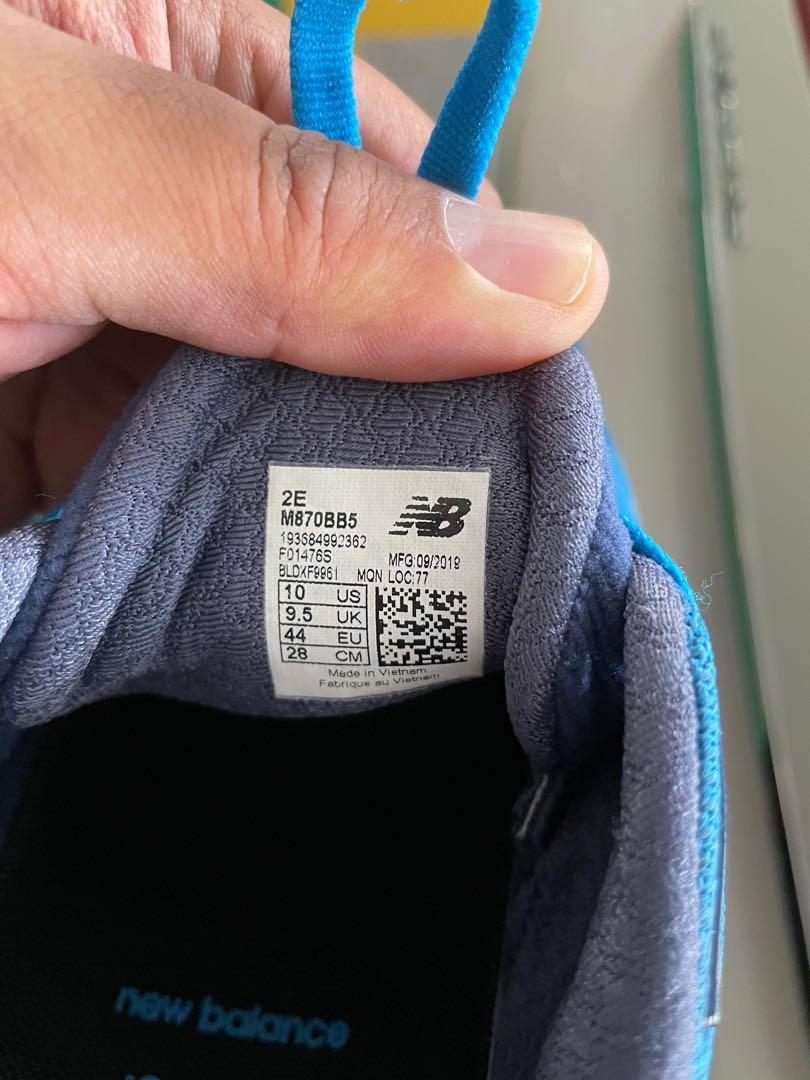 2E
M870BB5
NB
193684992362
F01476S
MFG:09/2019
BLDXF9961 MQN LOC:77
10 US
9.5 UK
44 EU
28 CM
Made in Vietnam
Fabriqué au Vietnam
new balance